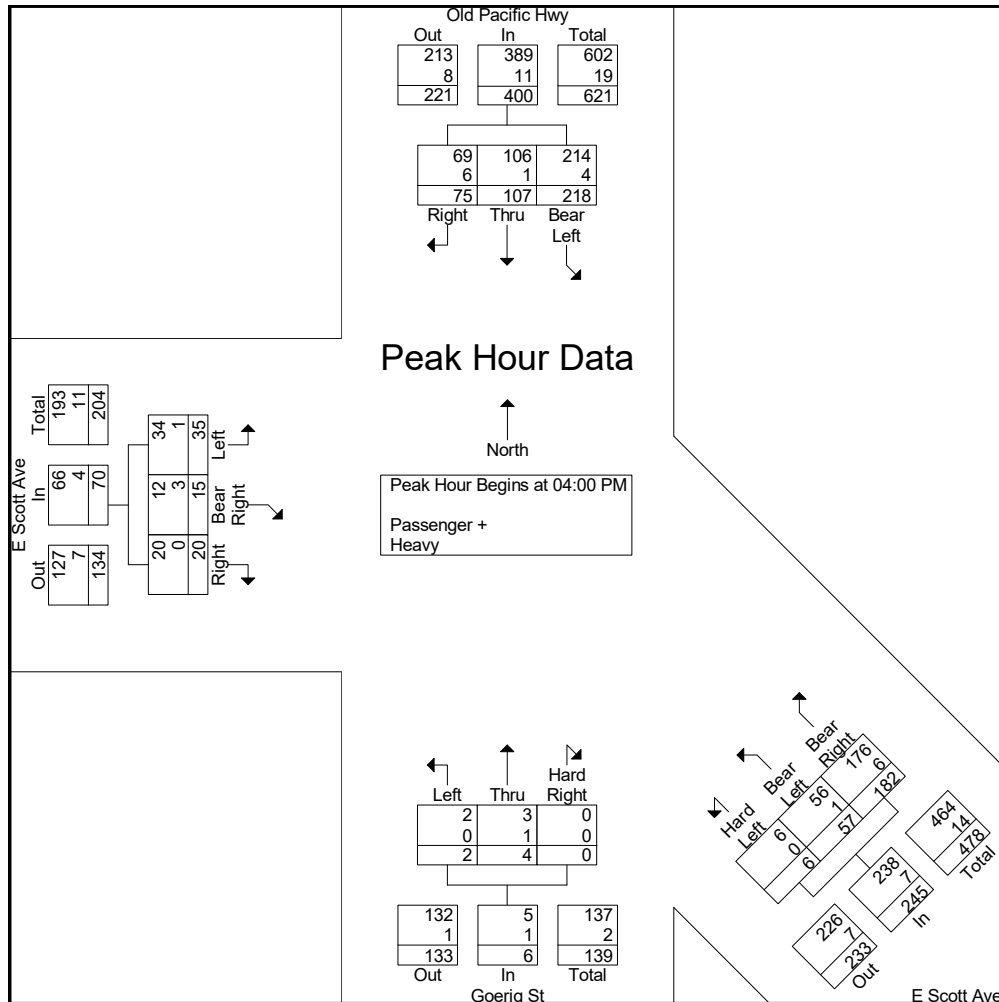 Old Pacific Hwy
Out In Total
213 389 602
8 11 19
221 400 621
69 106 214
6 1 4
75 107 218
Right Thru Bear
Left
Peak Hour Data
North
Peak Hour Begins at 04:00 PM
Passenger +
Heavy
E Scott Ave
Total
193
11
204
In
66
4
70
Out
127
7
134
34
1
35
Left
12
3
15
Bear
Right
20
0
20
Right
Left Thru Hard
Right
2 3 0
0 1 0
2 4 0
132 5 137
1 1 2
133 6 139
Out In Total
Goerig St
Hard
Left
6
0
6
Bear
Left
56
1
57
Bear
Right
176
6
182
226
7
233
Out
238
7
245
In
464
14
478
Total
E Scott Ave